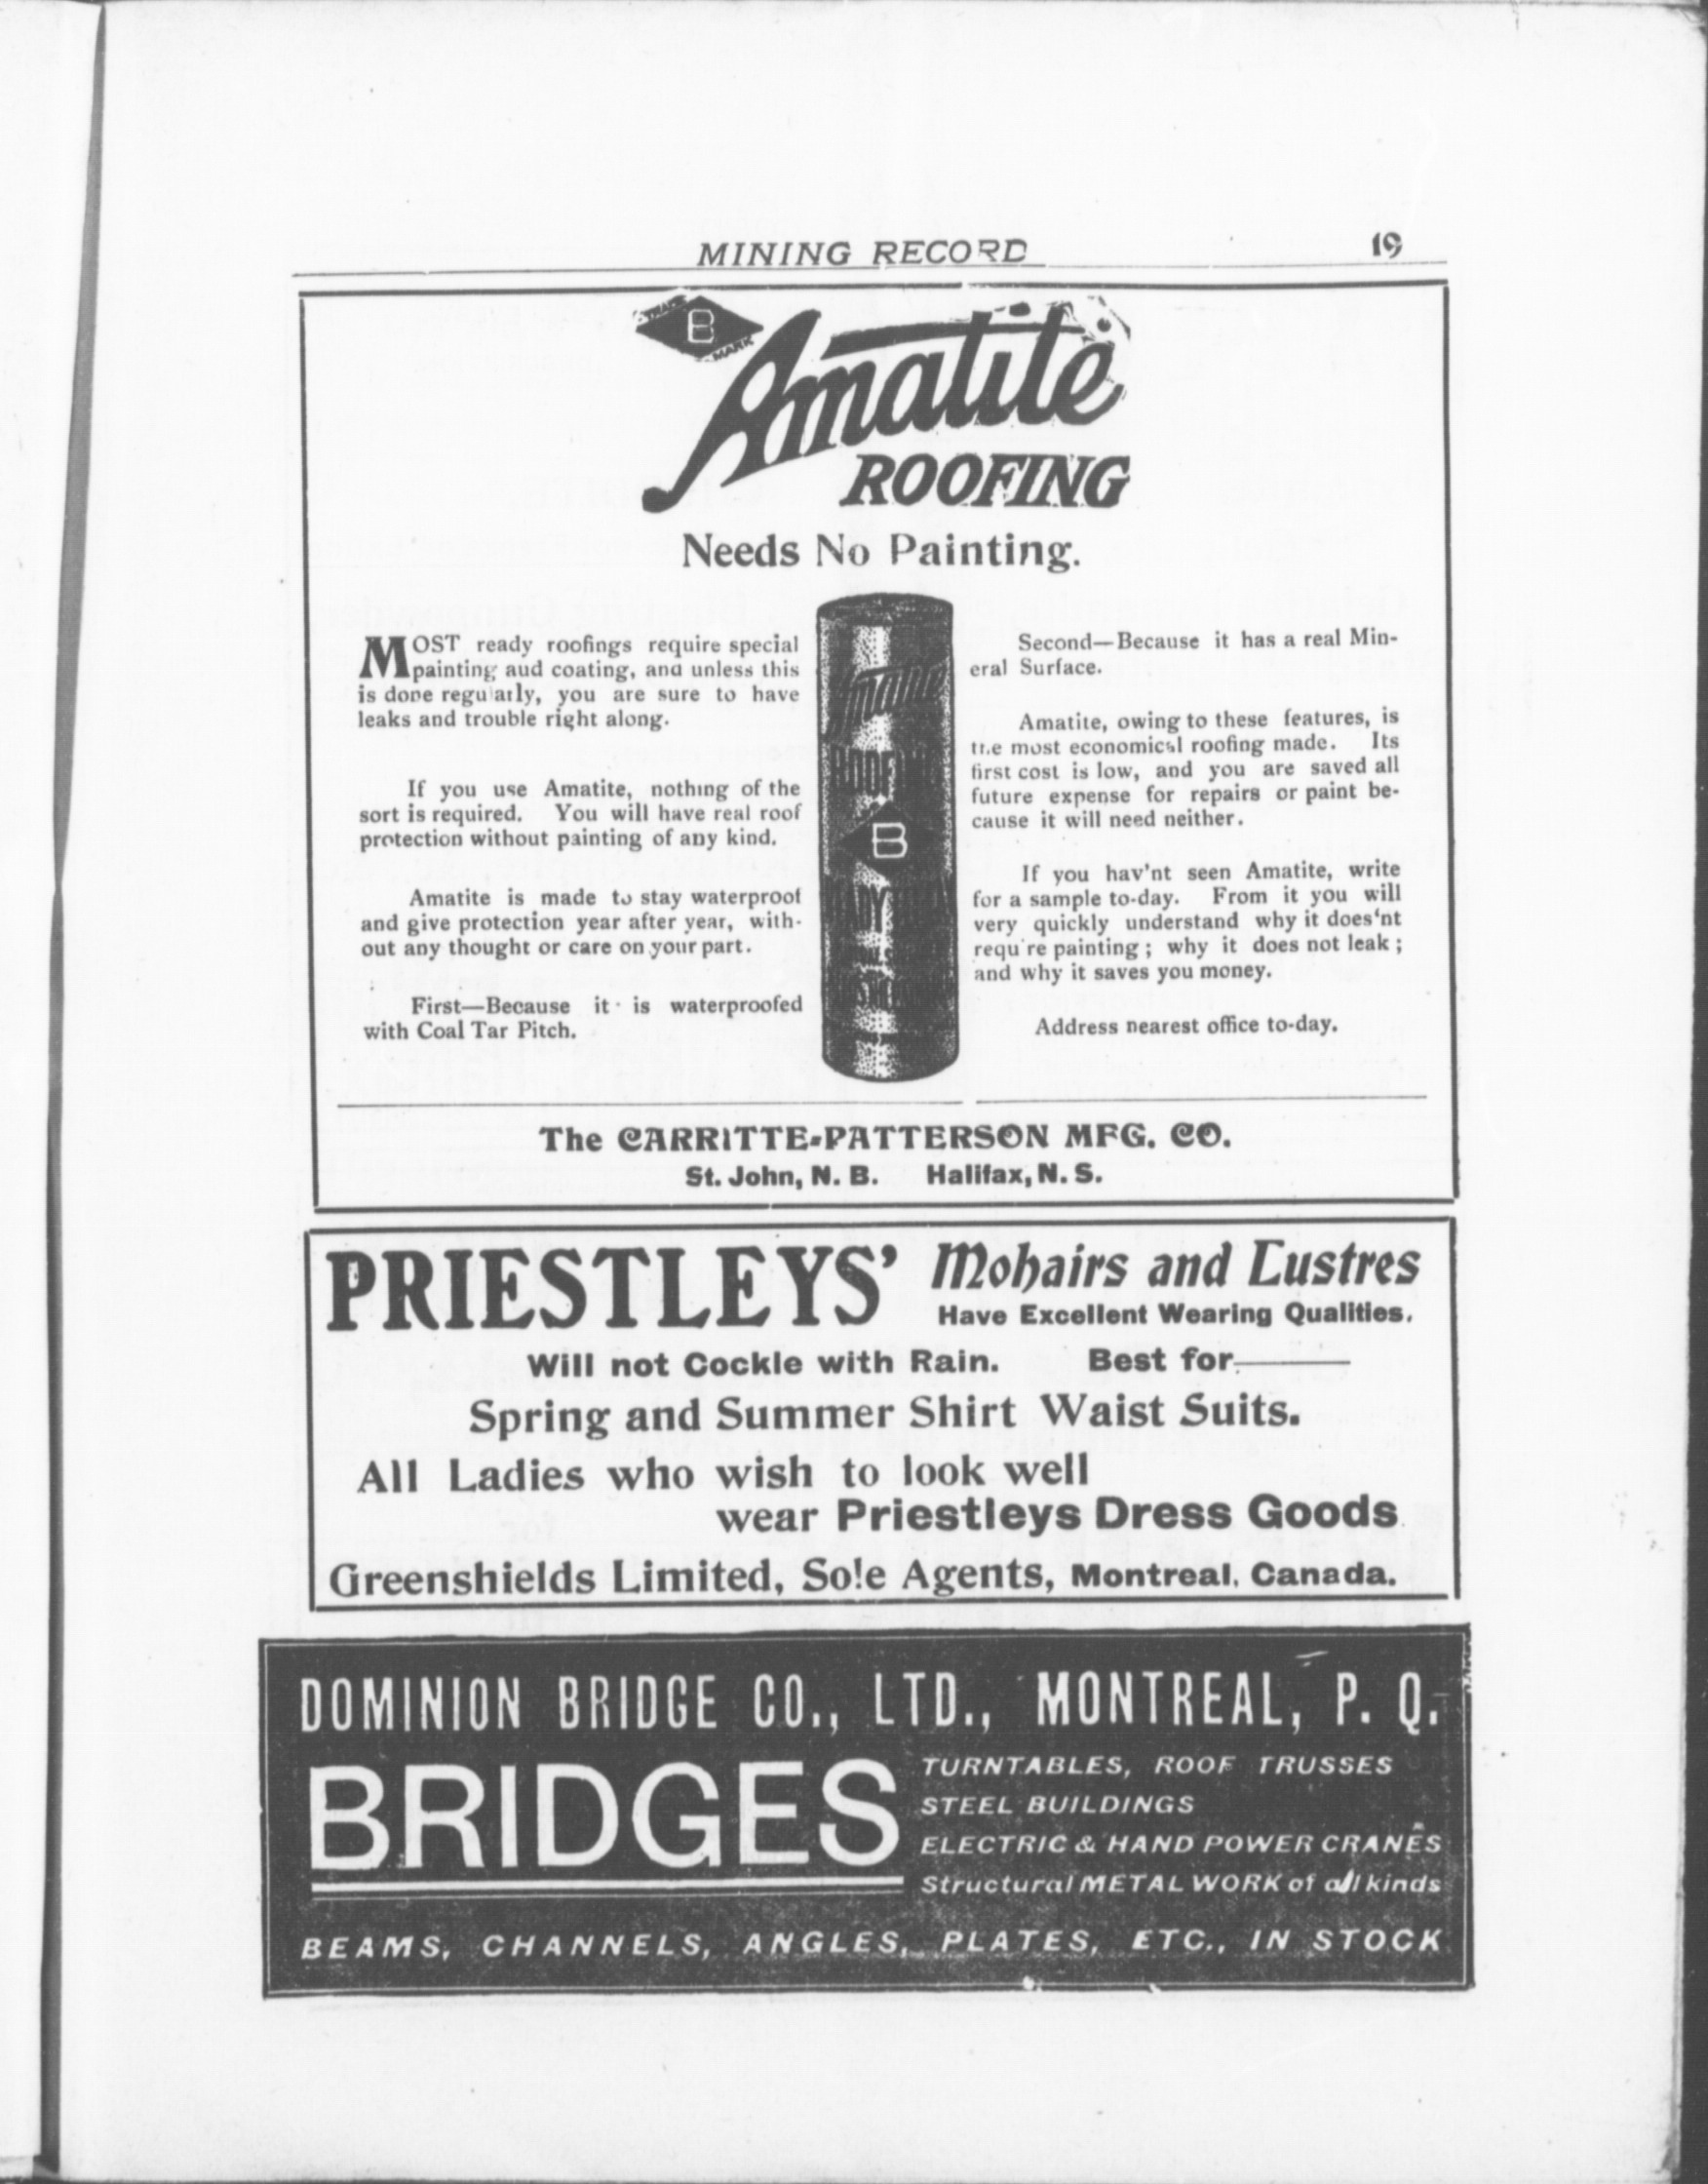 MINING RECORD 19
TRADE
B
MARK
Amatite
ROOFING
Needs No Painting.
MOST ready roofings require special
painting aud coating, and unless this
is done regularly, you are sure to have
leaks and trouble right along.
If you use Amatite, nothing of the
sort is required. You will have real roof
protection without painting of any kind.
Amatite is made to stay waterproof
and give protection year after year, with-
out any thought or care on your part.
First—Because it is waterproofed
with Coal Tar Pitch.
Amatite
ROOFING
B
Second—Because it has a real Min-
eral Surface.
Amatite, owing to these features, is
the most economical roofing made. Its
first cost is low, and you are saved all
future expense for repairs or paint be-
cause it will need neither.
If you hav'nt seen Amatite, write
for a sample to-day. From it you will
very quickly understand why it does'nt
require painting; why it does not leak;
and why it saves you money.
Address nearest office to-day.
The CARRITTE-PATTERSON MFG. CO.
St. John, N. B. Halifax, N. S.
PRIESTLEYS' Mohairs and Lustres
Have Excellent Wearing Qualities.
Will not Cockle with Rain. Best for——
Spring and Summer Shirt Waist Suits.
All Ladies who wish to look well
wear Priestleys Dress Goods
Greenshields Limited, Sole Agents, Montreal, Canada.
DOMINION BRIDGE CO., LTD., MONTREAL, P. Q.
BRIDGES
TURNTABLES, ROOF TRUSSES
STEEL BUILDINGS
ELECTRIC & HAND POWER CRANES
Structural METAL WORK of all kinds
BEAMS, CHANNELS, ANGLES, PLATES, ETC., IN STOCK